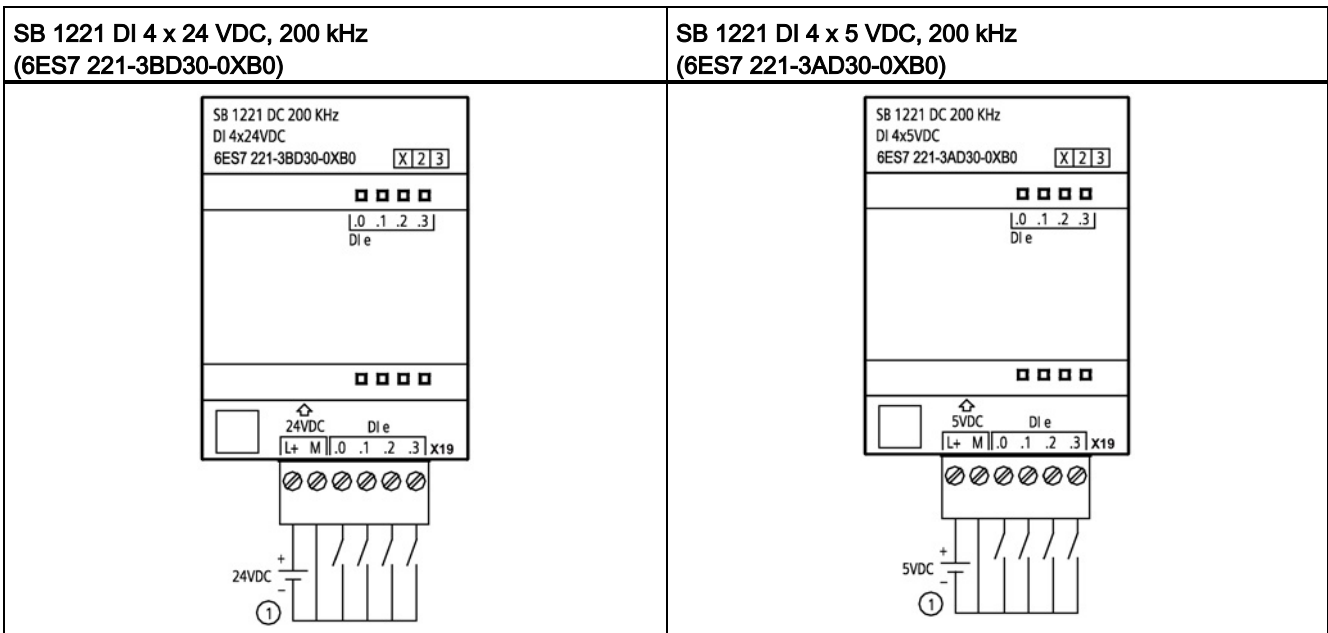 SB 1221 DI 4 x 24 VDC, 200 kHz
(6ES7 221-3BD30-0XB0)
SB 1221 DI 4 x 5 VDC, 200 kHz
(6ES7 221-3AD30-0XB0)
SB 1221 DC 200 KHz
DI 4x24VDC
6ES7 221-3BD30-0XB0 X 2 3
.0 .1 .2 .3
DI e
24VDC DI e
L+ M .0 .1 .2 .3 X19
+
24VDC
−
①
SB 1221 DC 200 KHz
DI 4x5VDC
6ES7 221-3AD30-0XB0 X 2 3
.0 .1 .2 .3
DI e
5VDC DI e
L+ M .0 .1 .2 .3 X19
+
5VDC
−
①